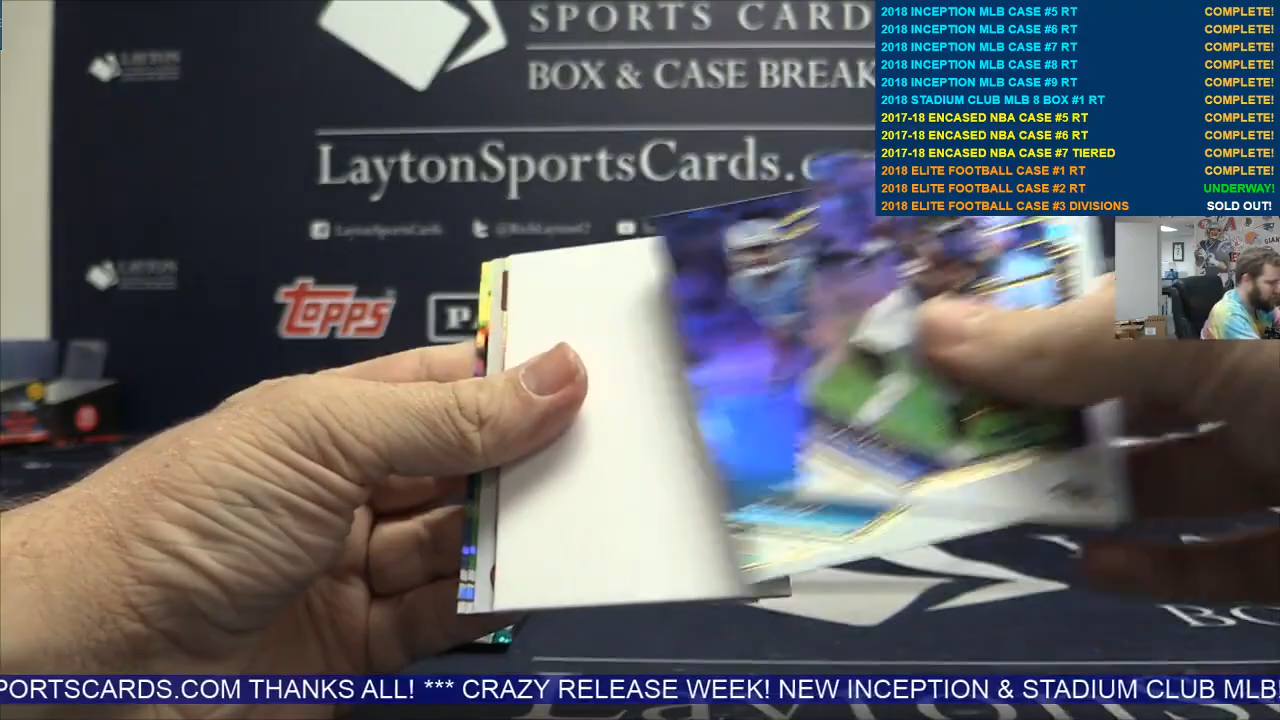 SPORTS CARD
BOX & CASE BREAK
LaytonSportsCards.c
LAYTON
LaytonSportsCards
topps
PA
2018 INCEPTION MLB CASE #5 RT COMPLETE!
2018 INCEPTION MLB CASE #6 RT COMPLETE!
2018 INCEPTION MLB CASE #7 RT COMPLETE!
2018 INCEPTION MLB CASE #8 RT COMPLETE!
2018 INCEPTION MLB CASE #9 RT COMPLETE!
2018 STADIUM CLUB MLB 8 BOX #1 RT COMPLETE!
2017-18 ENCASED NBA CASE #5 RT COMPLETE!
2017-18 ENCASED NBA CASE #6 RT COMPLETE!
2017-18 ENCASED NBA CASE #7 TIERED COMPLETE!
2018 ELITE FOOTBALL CASE #1 RT COMPLETE!
2018 ELITE FOOTBALL CASE #2 RT UNDERWAY!
2018 ELITE FOOTBALL CASE #3 DIVISIONS SOLD OUT!
PORTSCARDS.COM THANKS ALL! *** CRAZY RELEASE WEEK! NEW INCEPTION & STADIUM CLUB MLB